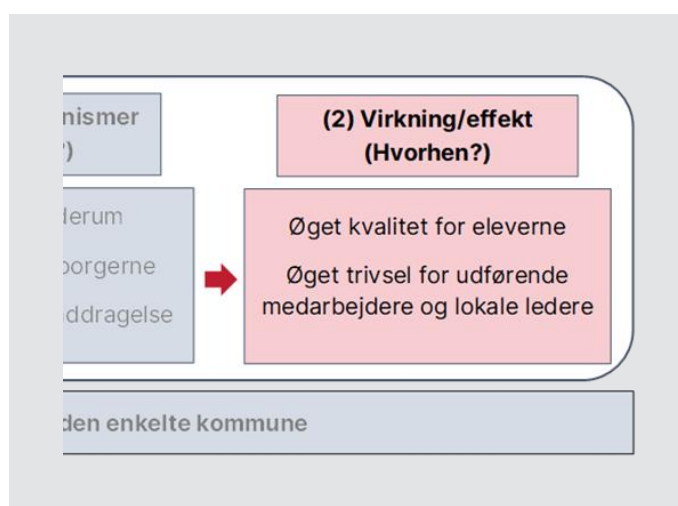 nismer
?)
(2) Virkning/effekt
(Hvorhen?)
derum
borgerne
ddragelse
Øget kvalitet for eleverne
Øget trivsel for udførende
medarbejdere og lokale ledere
den enkelte kommune